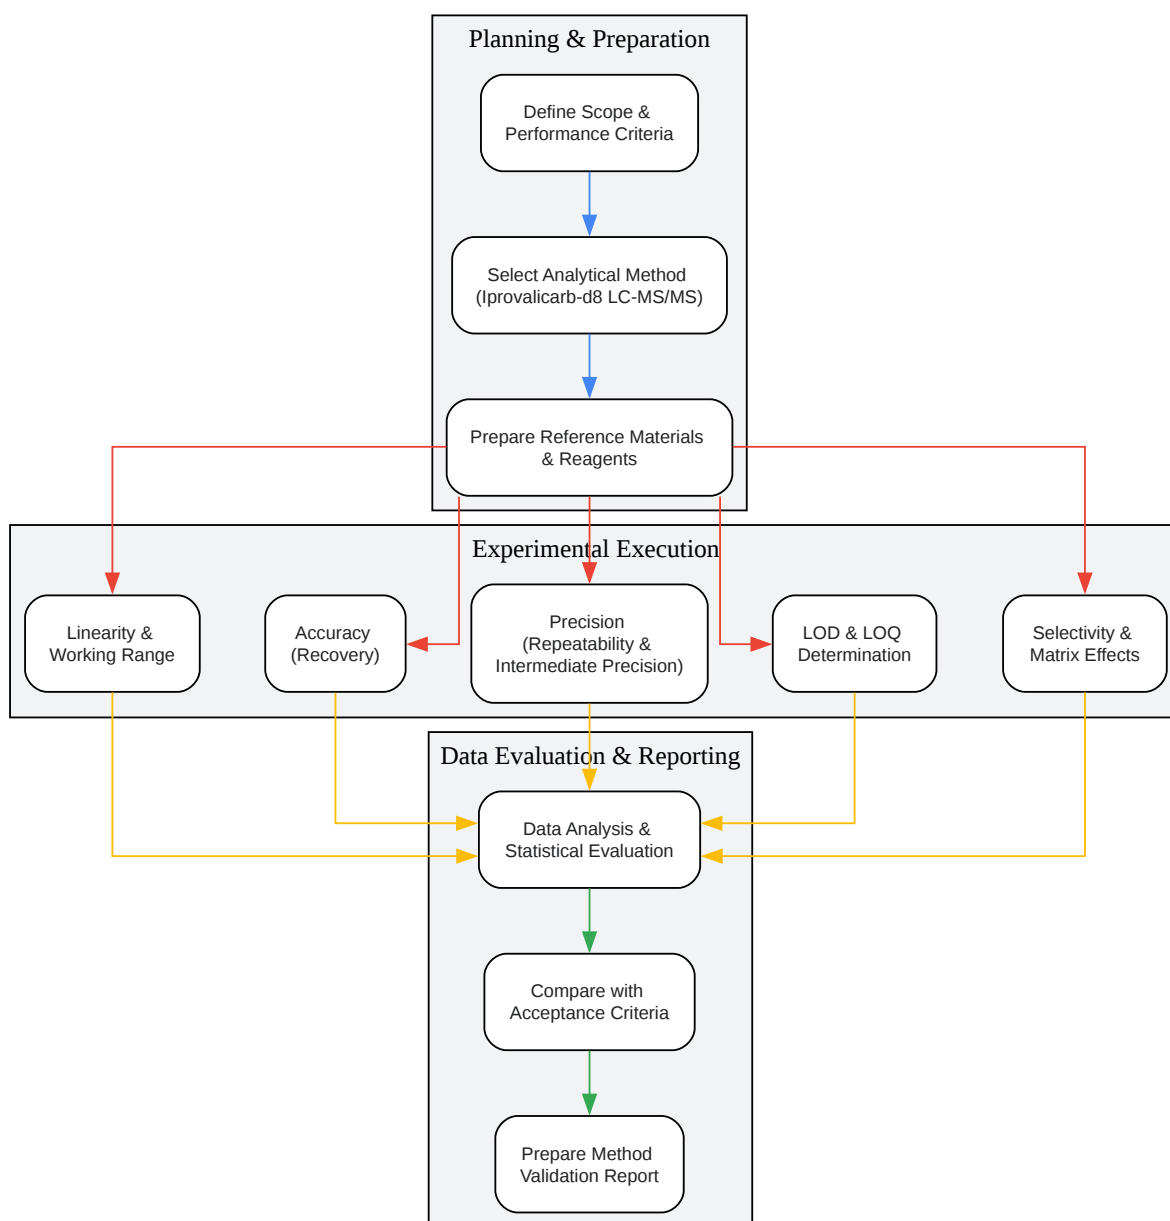 Planning & Preparation
Define Scope &
Performance Criteria
Select Analytical Method
(Iprovalicarb-d8 LC-MS/MS)
Prepare Reference Materials
& Reagents
Experimental Execution
Linearity &
Working Range
Accuracy
(Recovery)
Precision
(Repeatability &
Intermediate Precision)
LOD & LOQ
Determination
Selectivity &
Matrix Effects
Data Evaluation & Reporting
Data Analysis &
Statistical Evaluation
Compare with
Acceptance Criteria
Prepare Method
Validation Report